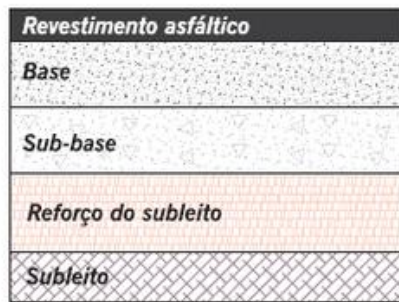 Revestimento asfáltico
Base
Sub-base
Reforço do subleito
Subleito